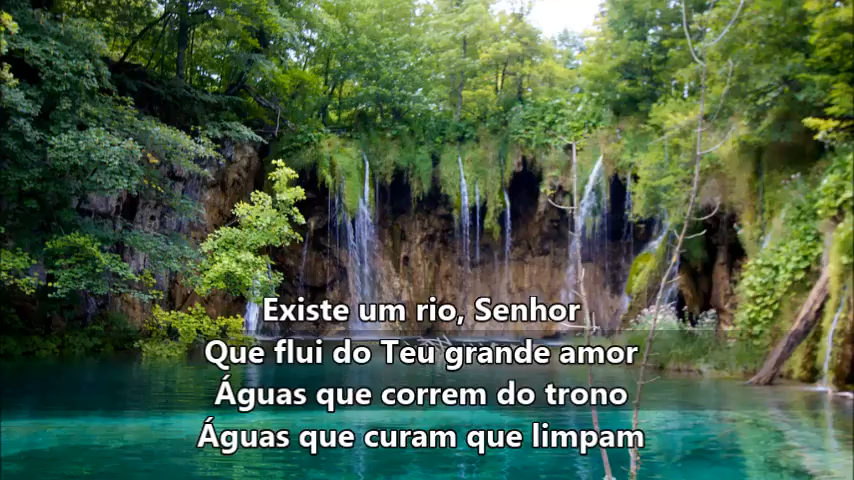 Existe um rio, Senhor
Que flui do Teu grande amor
Águas que correm do trono
Águas que curam que limpam